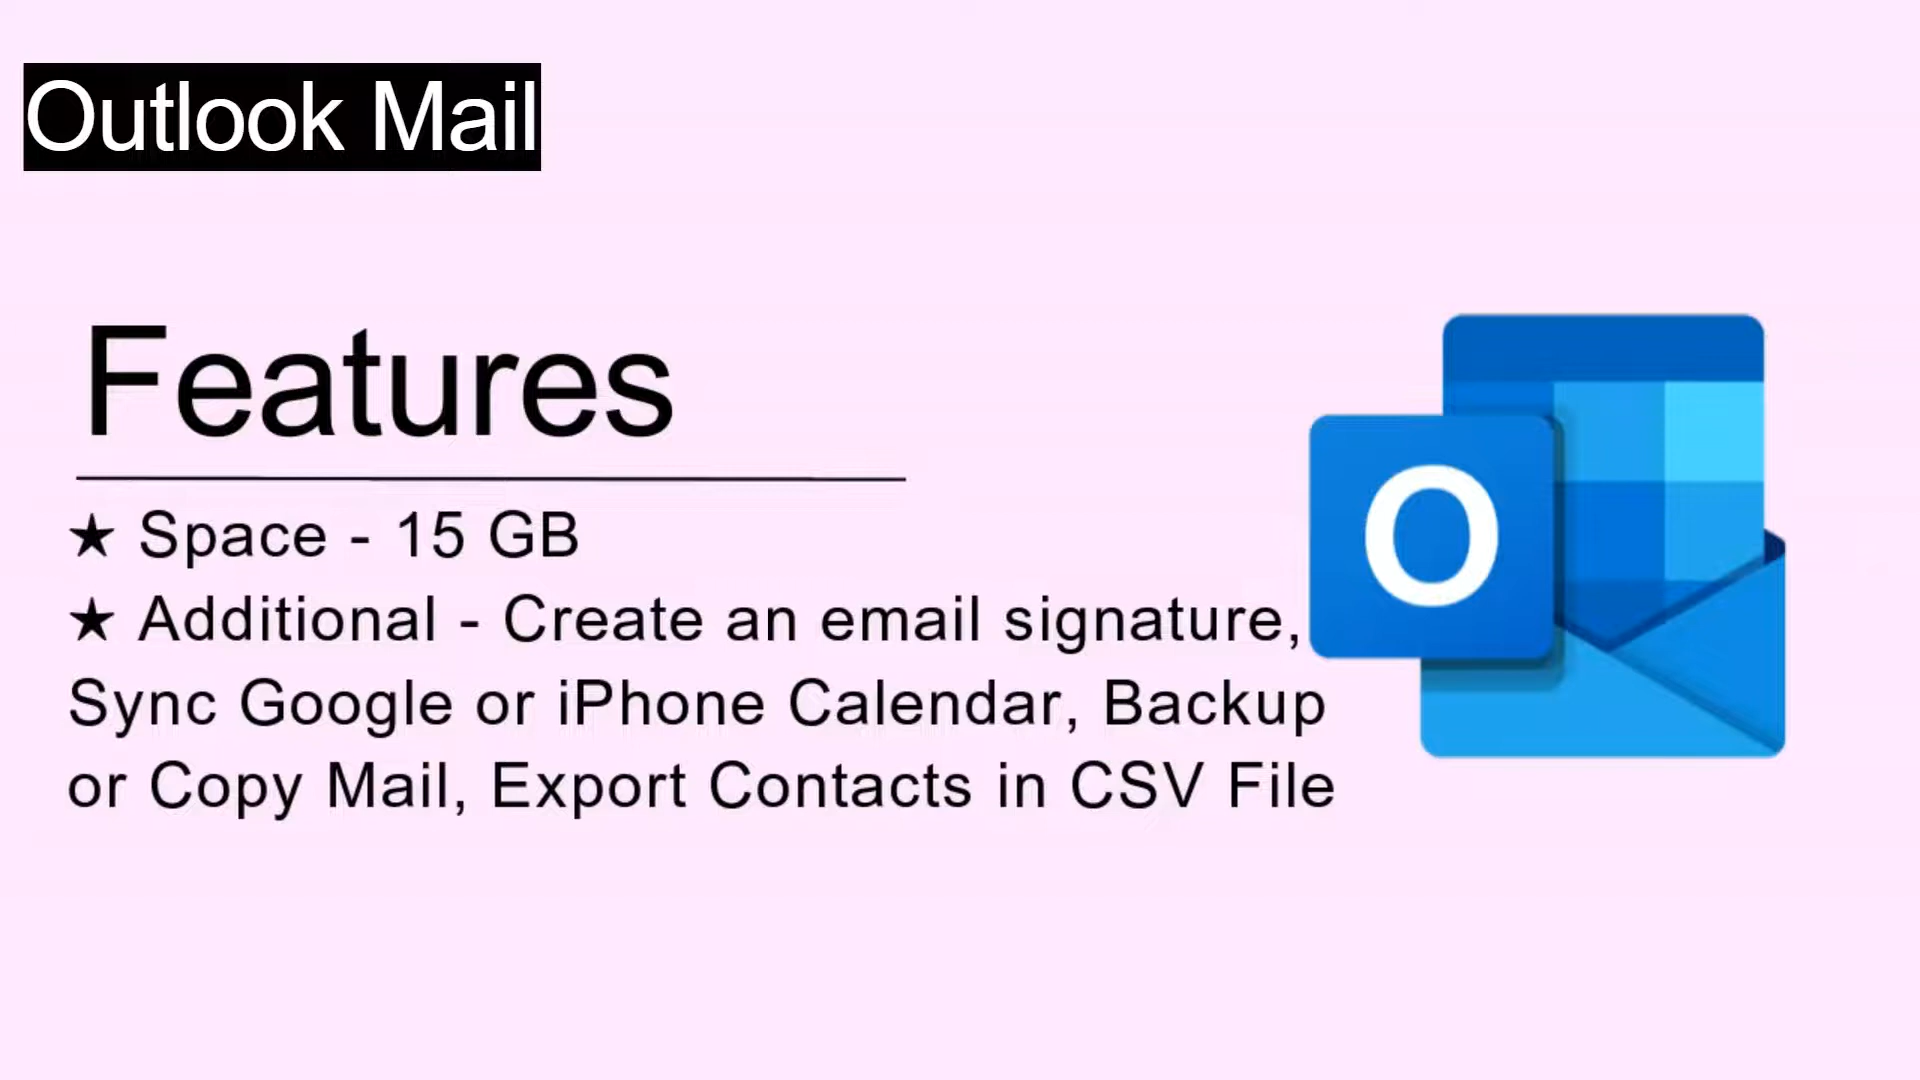 Outlook Mail
Features
★ Space - 15 GB
★ Additional - Create an email signature,
Sync Google or iPhone Calendar, Backup
or Copy Mail, Export Contacts in CSV File
O